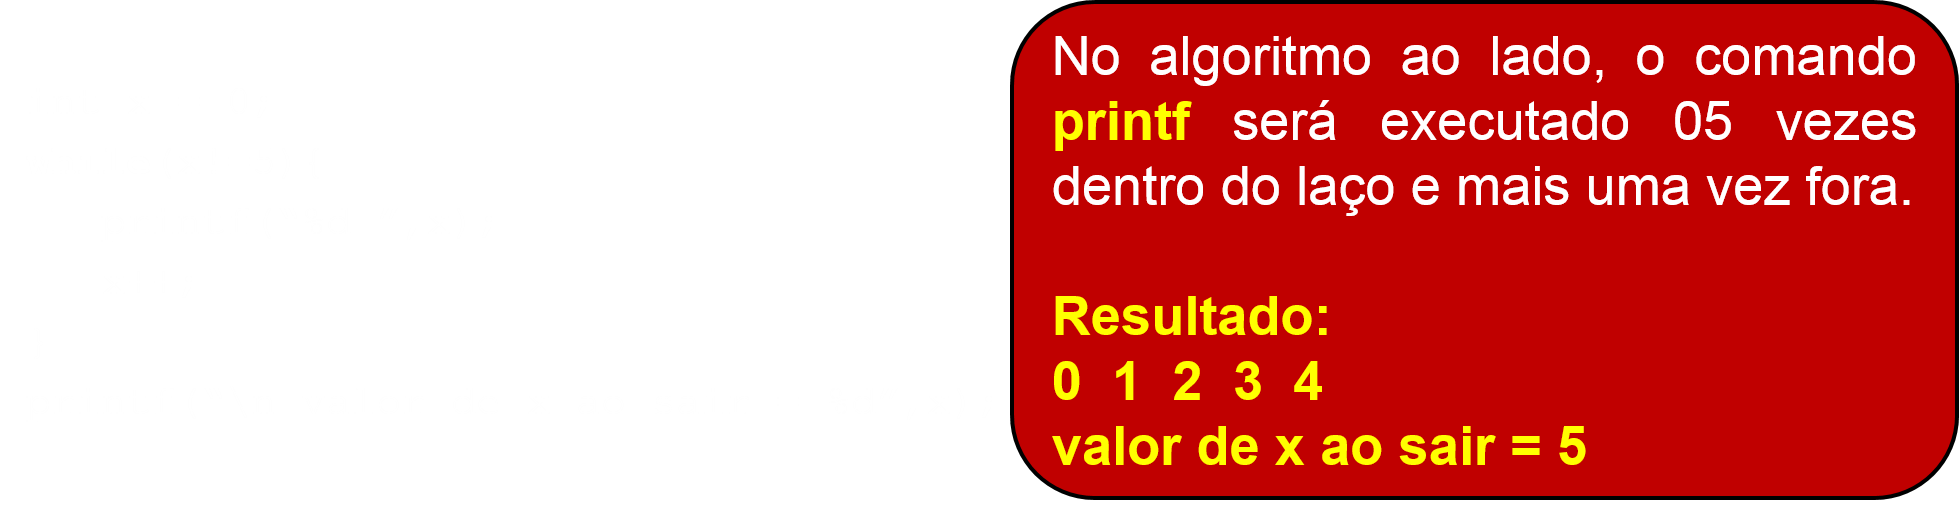 No algoritmo ao lado, o comando
printf será executado 05 vezes
dentro do laço e mais uma vez fora.
Resultado:
0 1 2 3 4
valor de x ao sair = 5